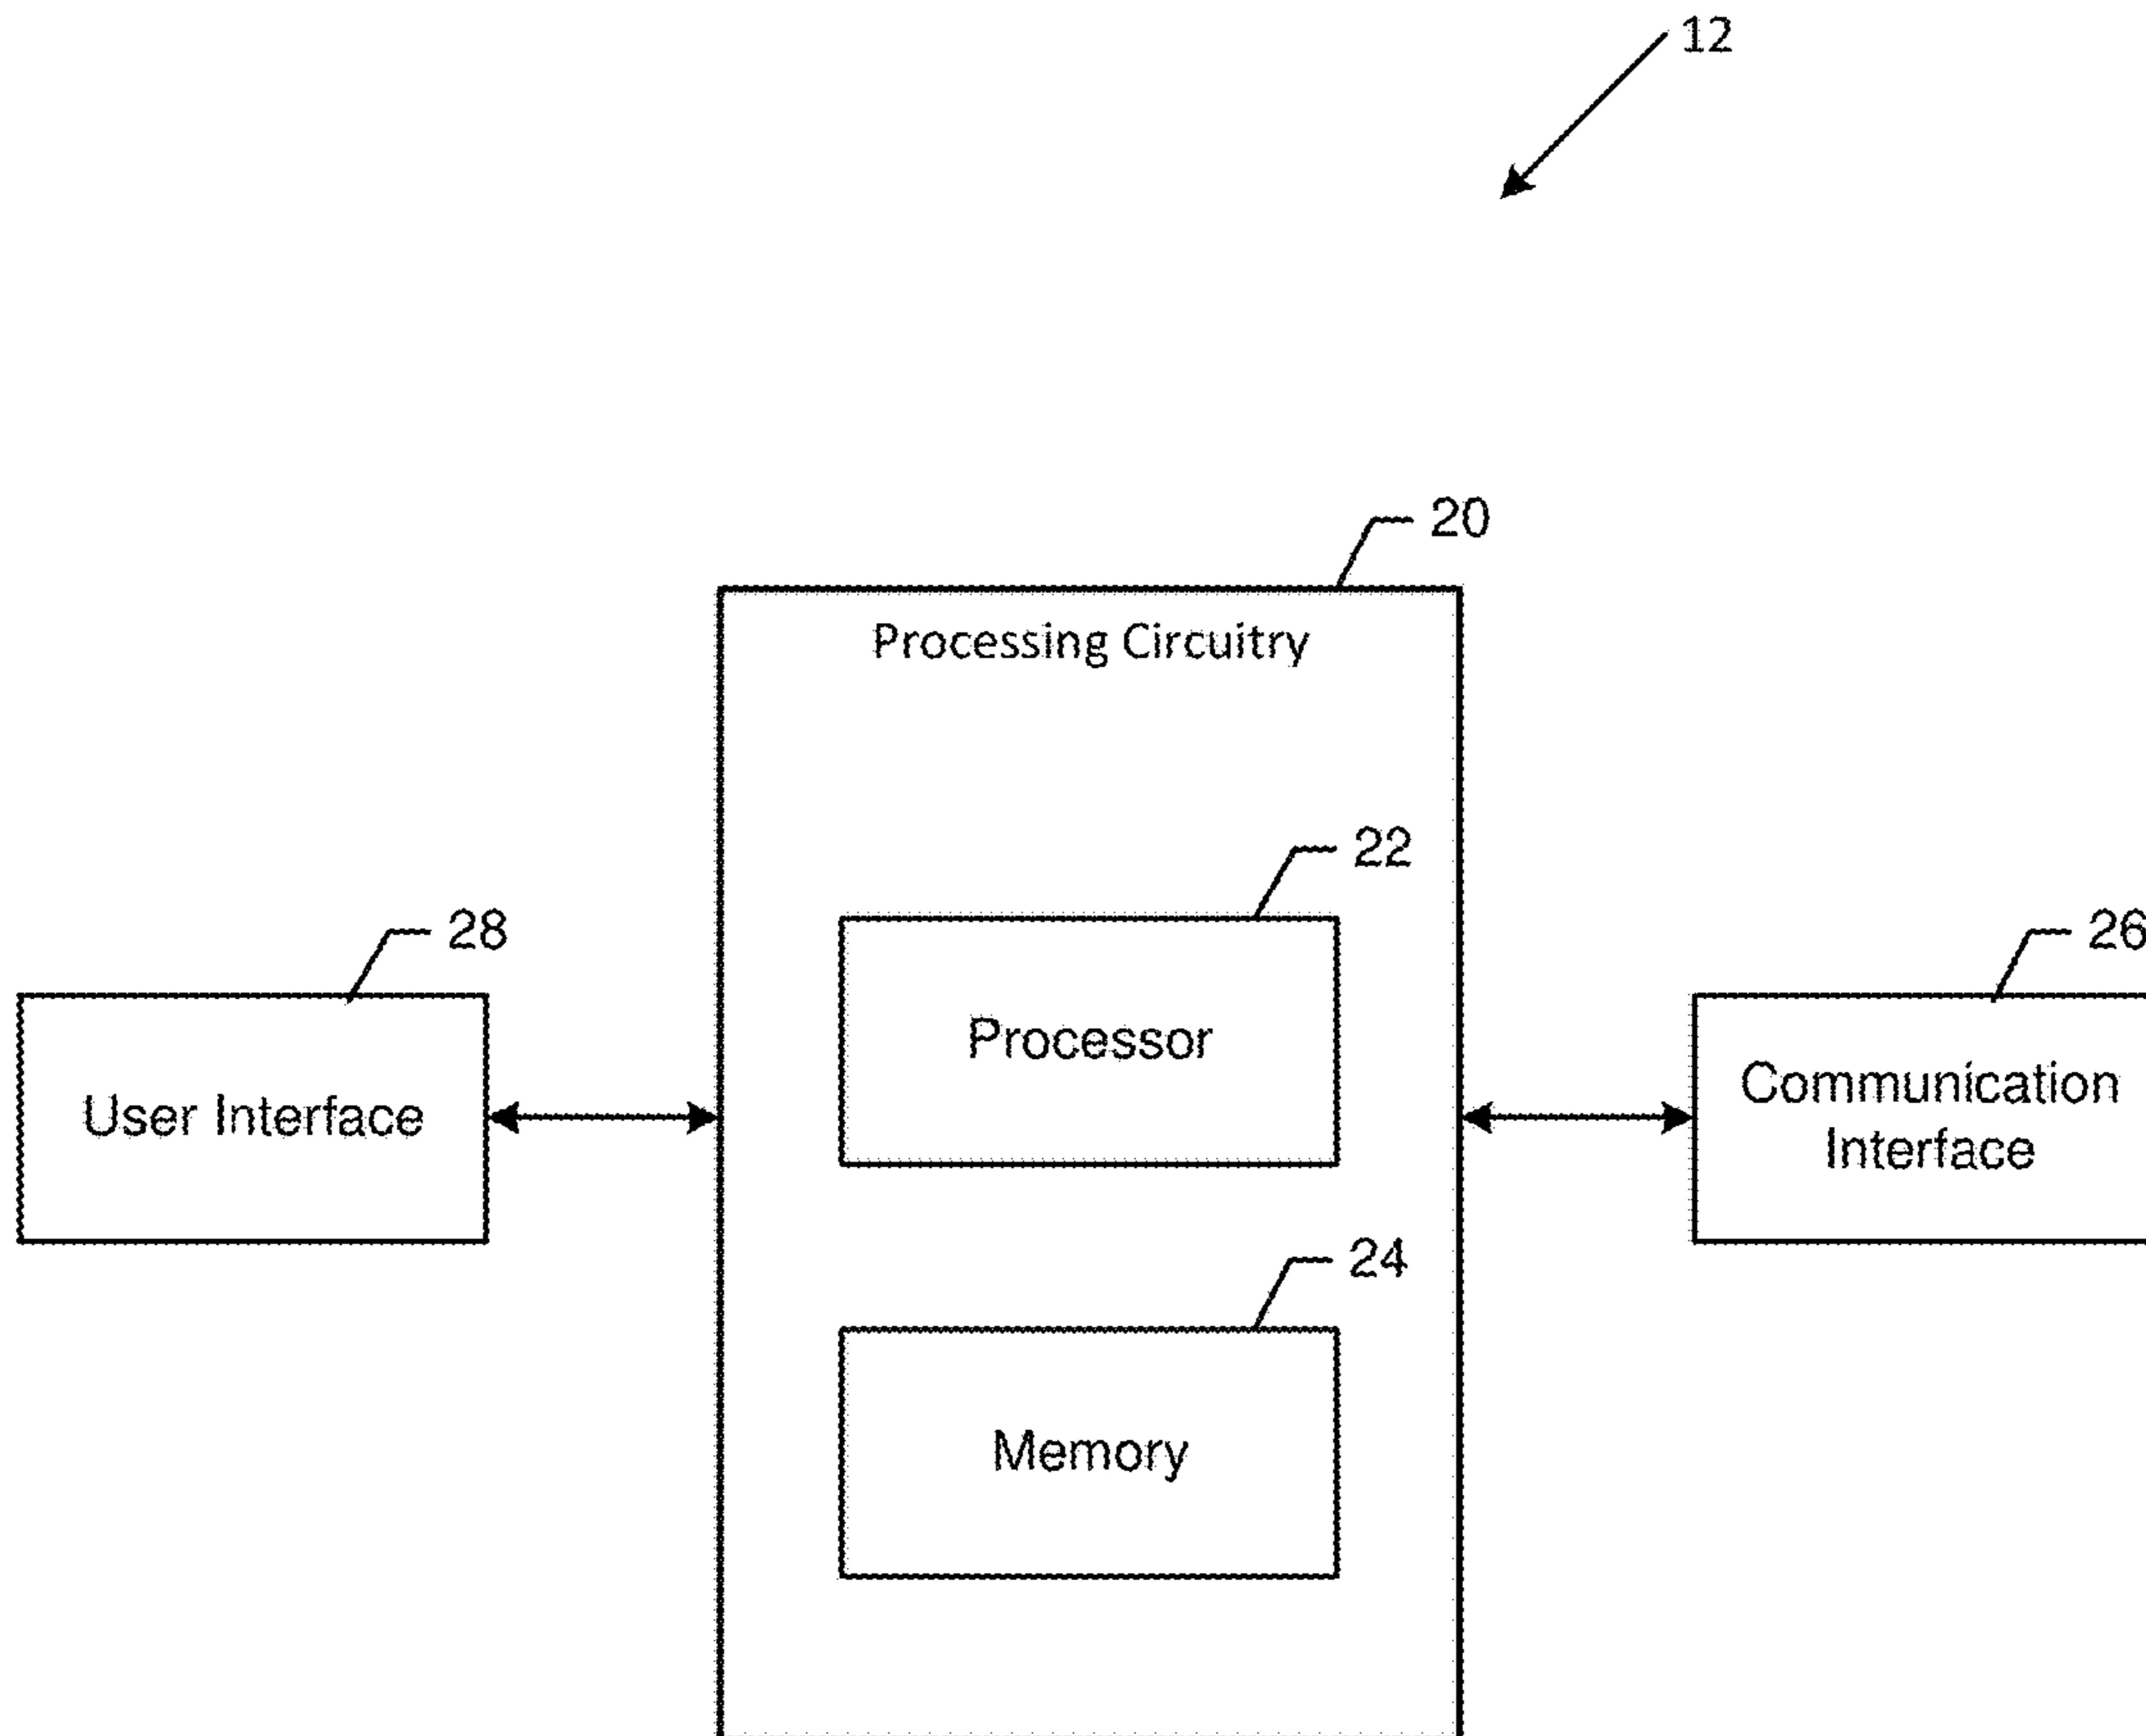 12
20
Processing Circuitry
22
28
26
Processor
User Interface
Communication
Interface
24
Memory